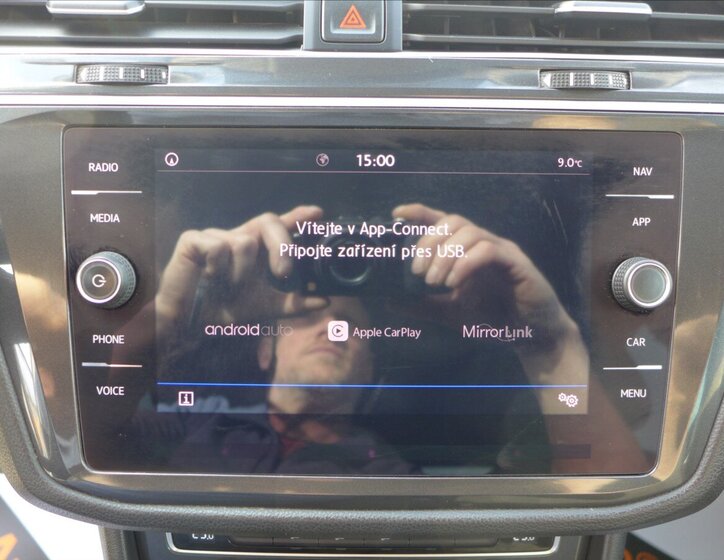 15:00 9.0°C
RADIO
MEDIA
PHONE
VOICE
Vítejte v App-Connect.
Připojte zařízení přes USB.
androidauto
Apple CarPlay
MirrorLink
i
NAV
APP
CAR
MENU